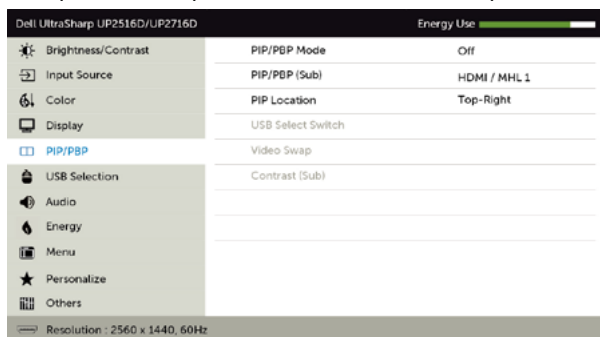 Dell UltraSharp UP2516D/UP2716D Energy Use
Brightness/Contrast PIP/PBP Mode Off
Input Source PIP/PBP (Sub) HDMI / MHL 1
Color PIP Location Top-Right
Display USB Select Switch
PIP/PBP Video Swap
USB Selection Contrast (Sub)
Audio
Energy
Menu
Personalize
Others
Resolution : 2560 x 1440, 60Hz